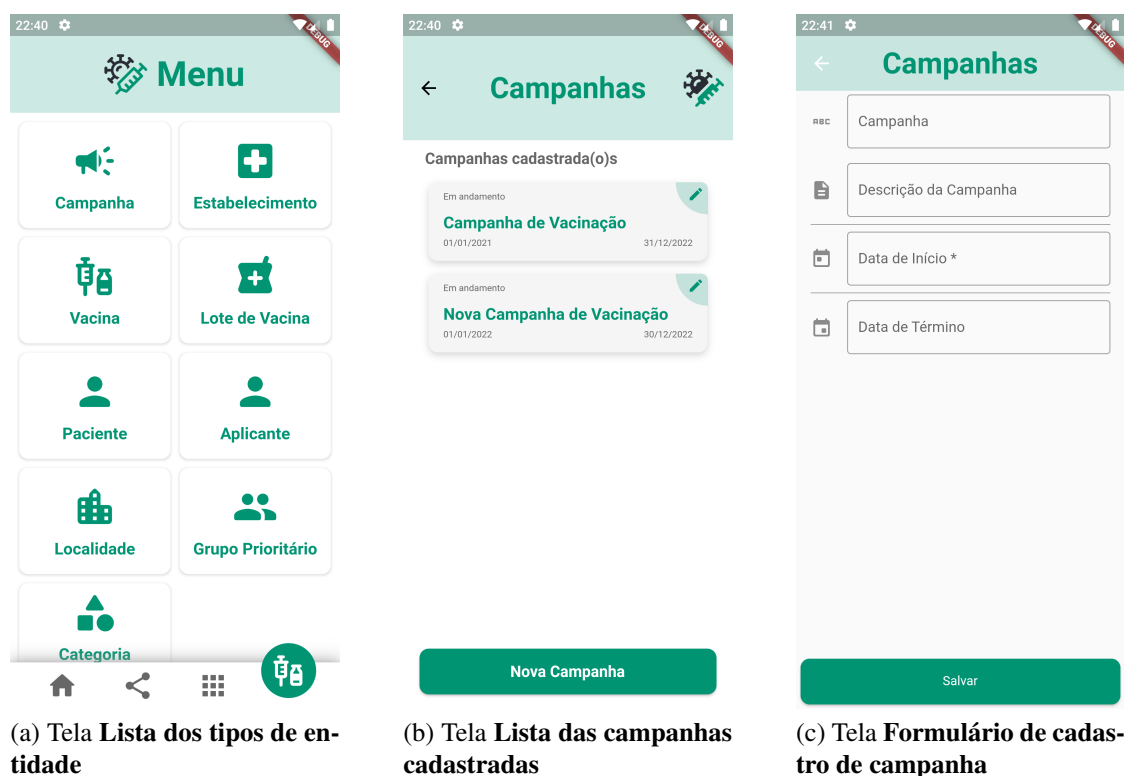 22:40
DEBUG
Menu
Campanha
Estabelecimento
Vacina
Lote de Vacina
Paciente
Aplicante
Localidade
Grupo Prioritário
Categoria
(a) Tela Lista dos tipos de en-
tidade
22:40
DEBUG
Campanhas
Campanhas cadastrada(o)s
Em andamento
Campanha de Vacinação
01/01/2021 31/12/2022
Em andamento
Nova Campanha de Vacinação
01/01/2022 30/12/2022
Nova Campanha
(b) Tela Lista das campanhas
cadastradas
22:41
DEBUG
Campanhas
ABC Campanha
Descrição da Campanha
Data de Início *
Data de Término
Salvar
(c) Tela Formulário de cadas-
tro de campanha